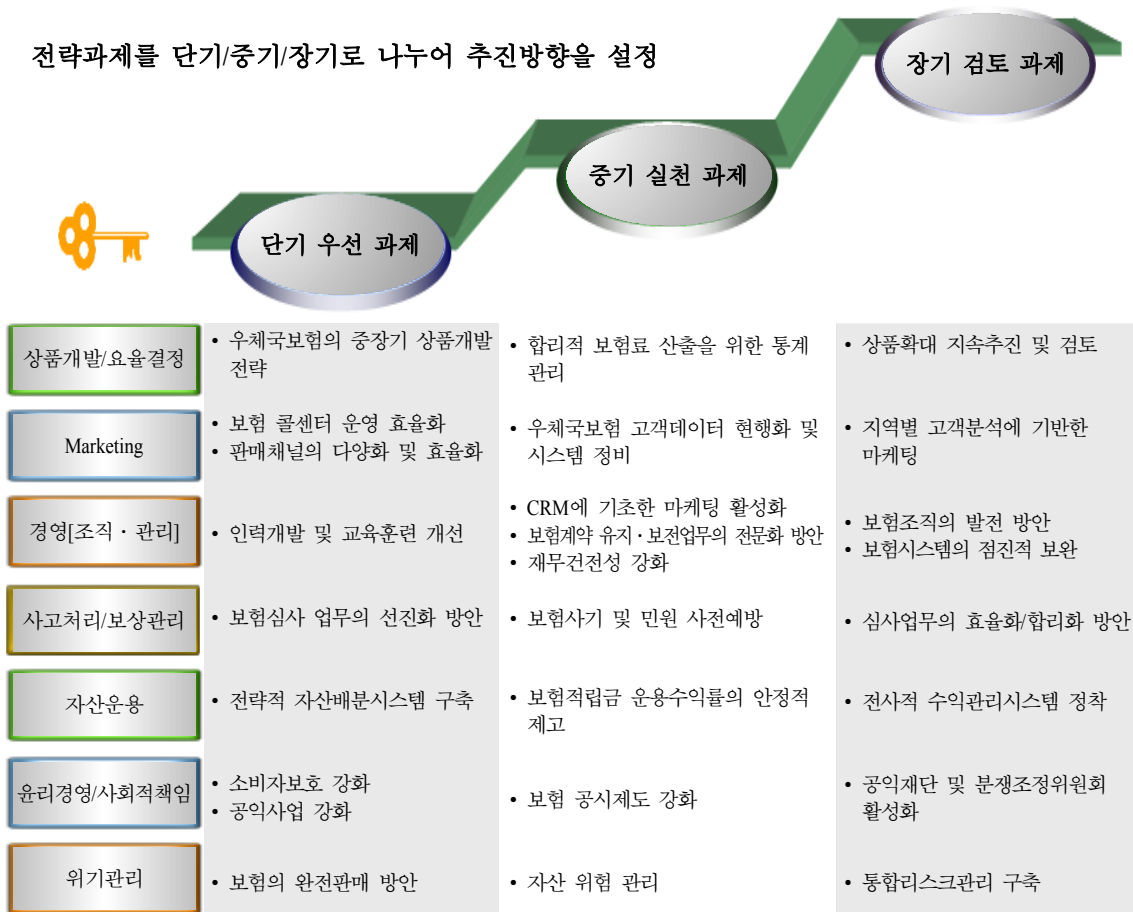 전략과제를 단기/중기/장기로 나누어 추진방향을 설정
장기 검토 과제
중기 실천 과제
단기 우선 과제
상품개발/요율결정
• 우체국보험의 중장기 상품개발
전략
• 합리적 보험료 산출을 위한 통계
관리
• 상품확대 지속추진 및 검토
Marketing
• 보험 콜센터 운영 효율화
• 판매채널의 다양화 및 효율화
• 우체국보험 고객데이터 현행화 및
시스템 정비
• 지역별 고객분석에 기반한
마케팅
경영[조직 · 관리]
• 인력개발 및 교육훈련 개선
• CRM에 기초한 마케팅 활성화
• 보험계약 유지 · 보전업무의 전문화 방안
• 재무건전성 강화
• 보험조직의 발전 방안
• 보험시스템의 점진적 보완
사고처리/보상관리
• 보험심사 업무의 선진화 방안
• 보험사기 및 민원 사전예방
• 심사업무의 효율화/합리화 방안
자산운용
• 전략적 자산배분시스템 구축
• 보험적립금 운용수익률의 안정적
제고
• 전사적 수익관리시스템 정착
윤리경영/사회적책임
• 소비자보호 강화
• 공익사업 강화
• 보험 공시제도 강화
• 공익재단 및 분쟁조정위원회
활성화
위기관리
• 보험의 완전판매 방안
• 자산 위험 관리
• 통합리스크관리 구축